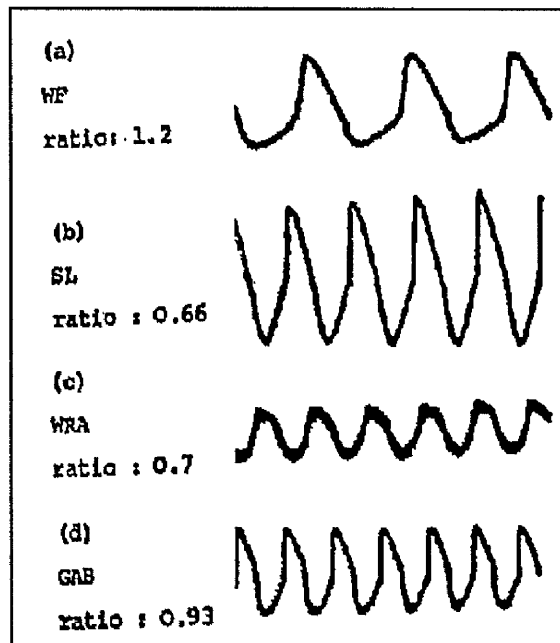 (a)
WF
ratio: 1.2
(b)
SL
ratio : 0.66
(c)
WRA
ratio : 0.7
(d)
GAB
ratio : 0.93